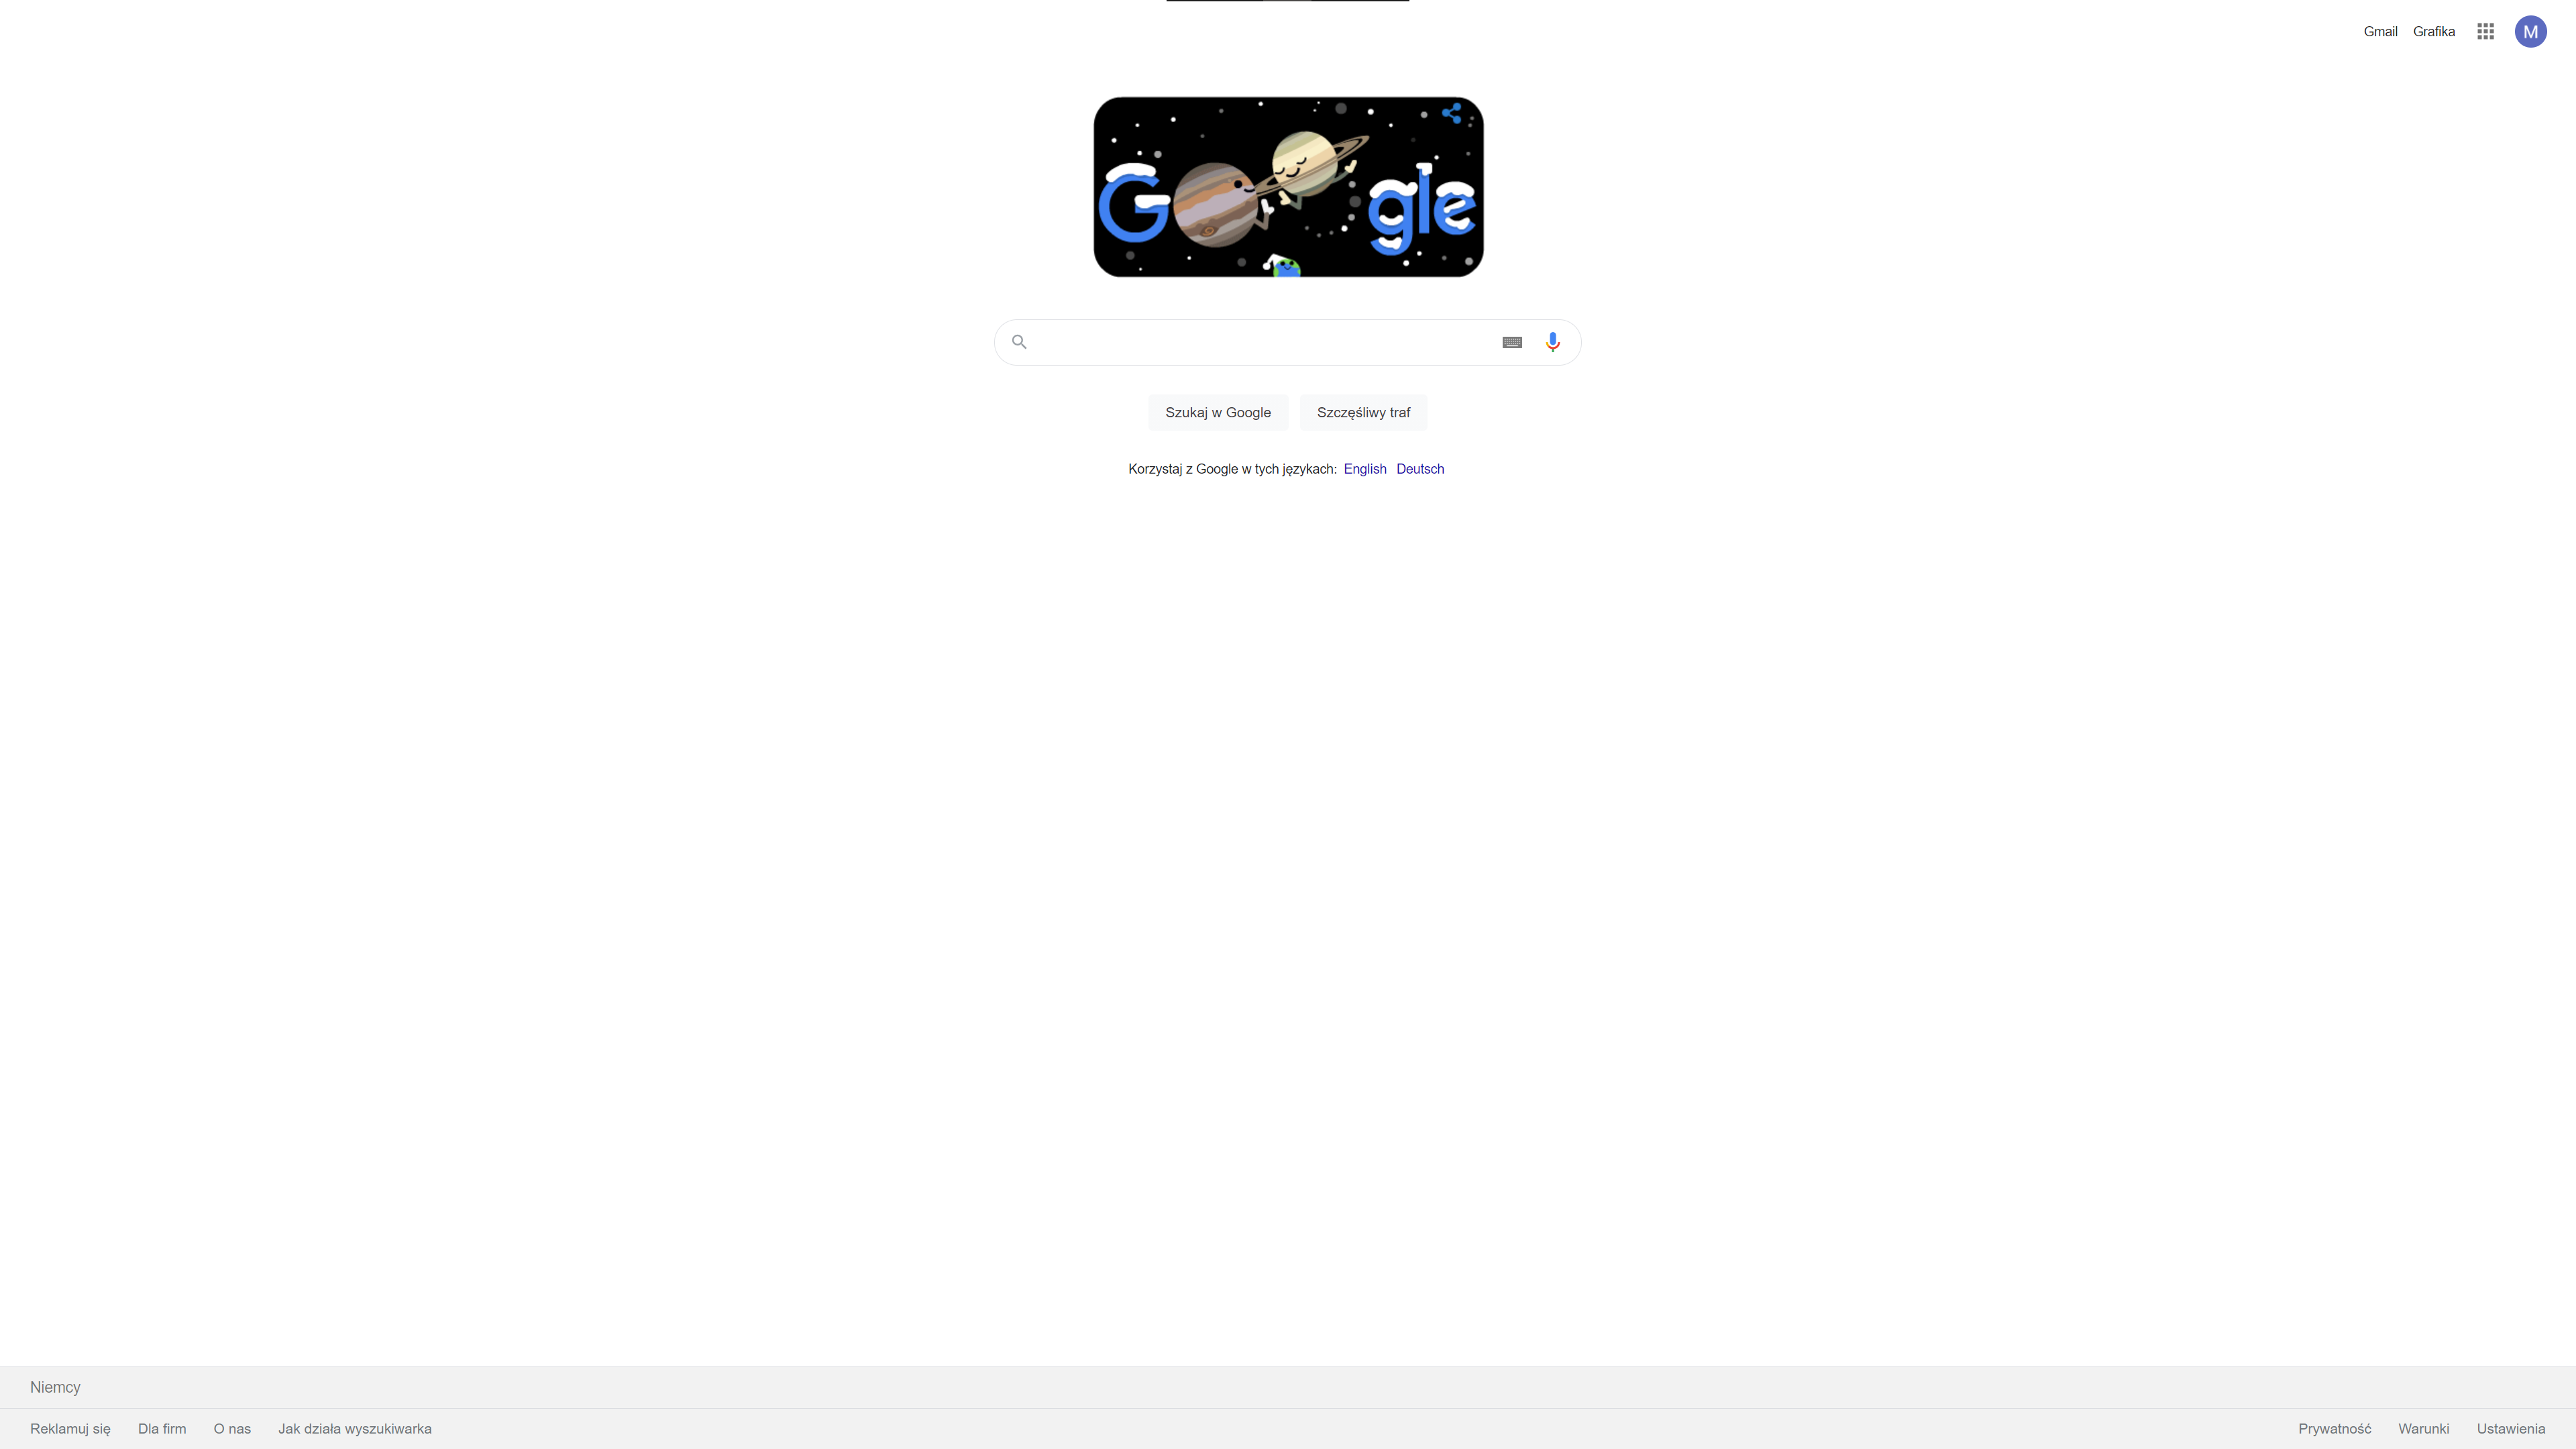 Gmail Grafika M
Google
Szukaj w Google Szczęśliwy traf
Korzystaj z Google w tych językach: English Deutsch
Niemcy
Reklamuj się Dla firm O nas Jak działa wyszukiwarka Prywatność Warunki Ustawienia